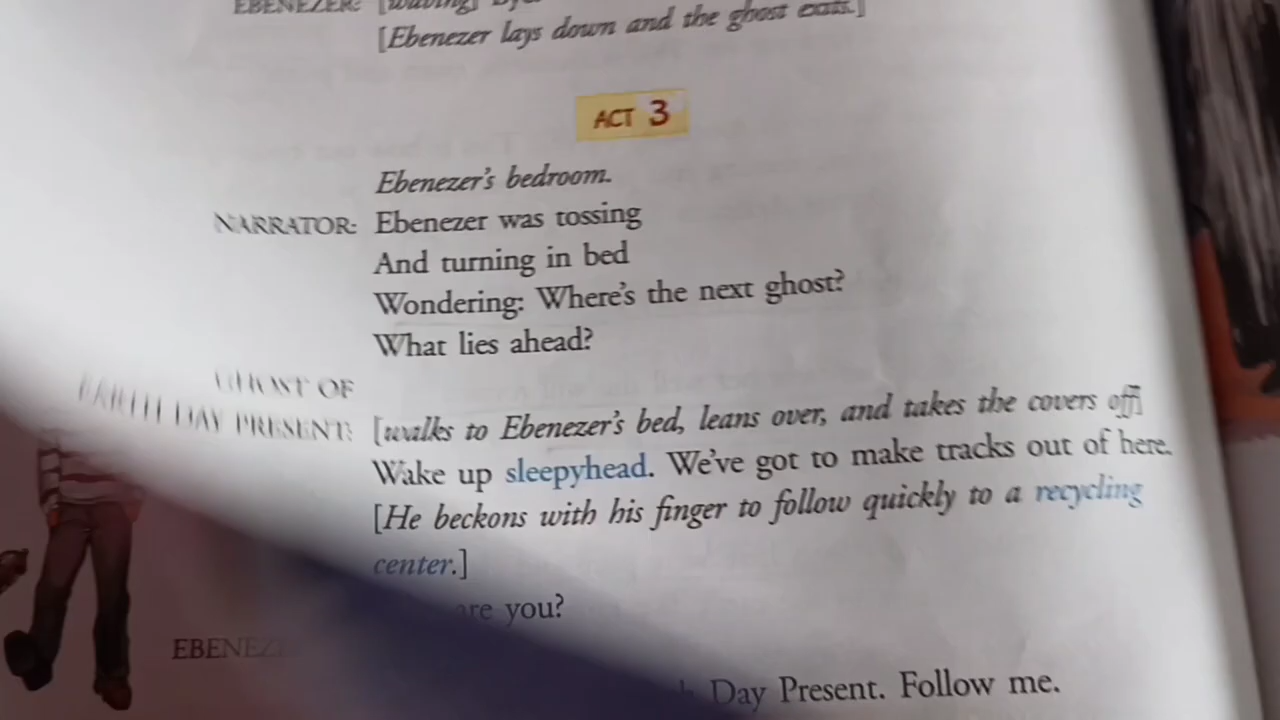 EBENEZER: [waving]
[Ebenezer lays down and the ghost exits.]
ACT 3
Ebenezer's bedroom.
NARRATOR: Ebenezer was tossing
And turning in bed
Wondering: Where's the next ghost?
What lies ahead?
GHOST OF
EARTH DAY PRESENT: [walks to Ebenezer's bed, leans over, and takes the covers off]
Wake up sleepyhead. We've got to make tracks out of here.
[He beckons with his finger to follow quickly to a recycling
center.]
are you?
Day Present. Follow me.